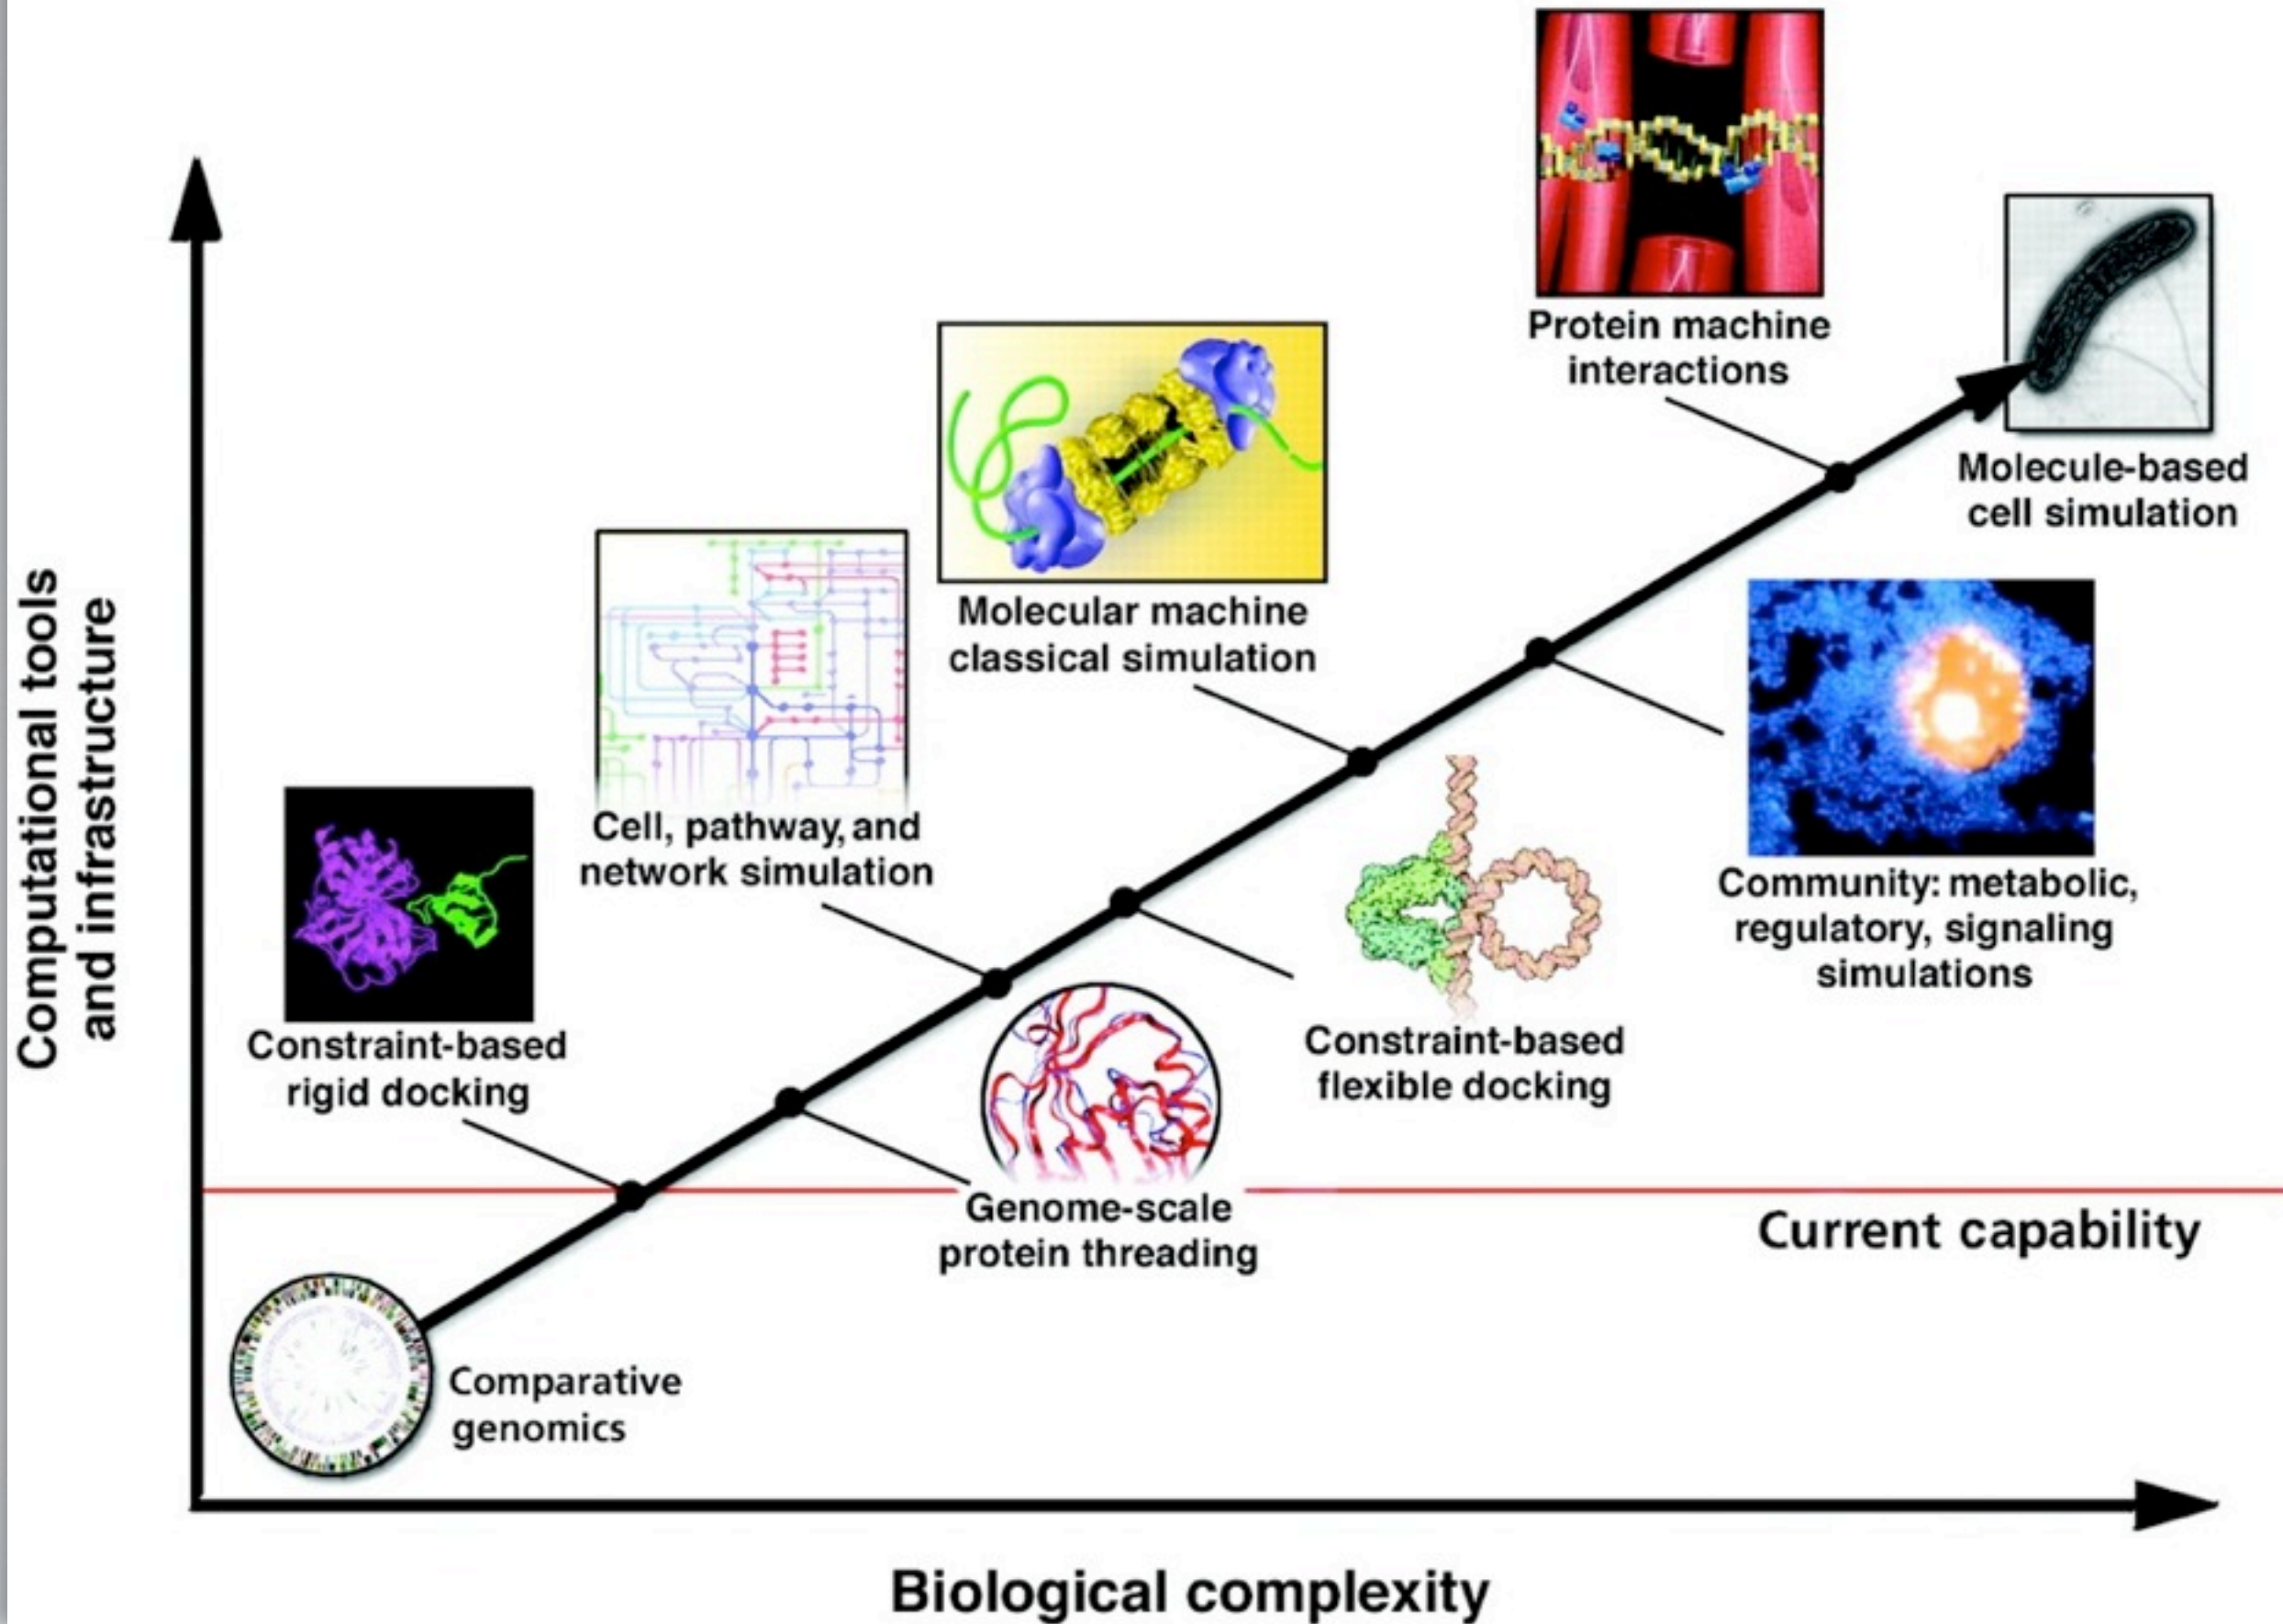 Protein machine
interactions
Molecule-based
cell simulation
Molecular machine
classical simulation
Cell, pathway, and
network simulation
Community: metabolic,
regulatory, signaling
simulations
Constraint-based
rigid docking
Constraint-based
flexible docking
Genome-scale
protein threading
Current capability
Comparative
genomics
Computational tools
and infrastructure
Biological complexity